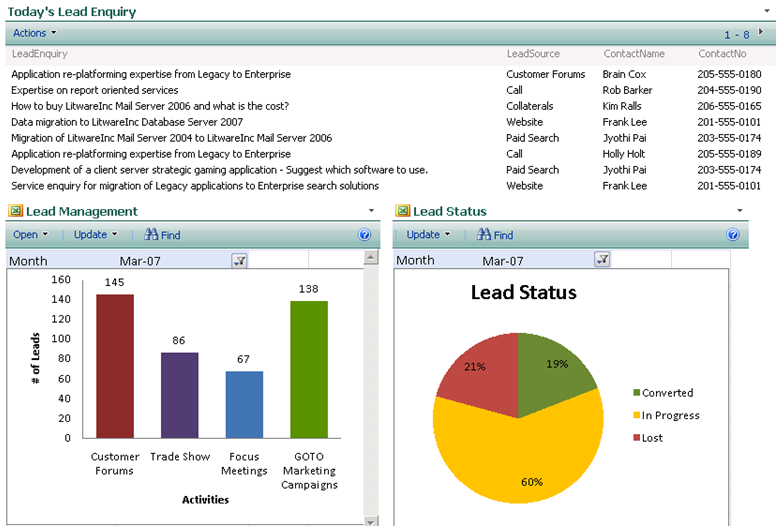 Today's Lead Enquiry
Actions 1 - 8
LeadEnquiry LeadSource ContactName ContactNo
Application re-platforming expertise from Legacy to Enterprise Customer Forums Brain Cox 205-555-0180
Expertise on report oriented services Call Rob Barker 204-555-0190
How to buy LitwareInc Mail Server 2006 and what is the cost? Collaterals Kim Ralls 206-555-0165
Data migration to LitwareInc Database Server 2007 Website Frank Lee 201-555-0101
Migration of LitwareInc Mail Server 2004 to LitwareInc Mail Server 2006 Paid Search Jyothi Pai 203-555-0174
Application re-platforming expertise from Legacy to Enterprise Call Holly Holt 205-555-0189
Development of a client server strategic gaming application - Suggest which software to use. Paid Search Jyothi Pai 203-555-0174
Service enquiry for migration of Legacy applications to Enterprise search solutions Website Frank Lee 201-555-0101
Lead Management
Open Update Find
Month Mar-07
160
140
120
100
80
60
40
20
0
# of Leads
145
86
67
138
Customer Forums
Trade Show
Focus Meetings
GOTO Marketing Campaigns
Activities
Lead Status
Update Find
Month Mar-07
Lead Status
21%
19%
60%
Converted
In Progress
Lost